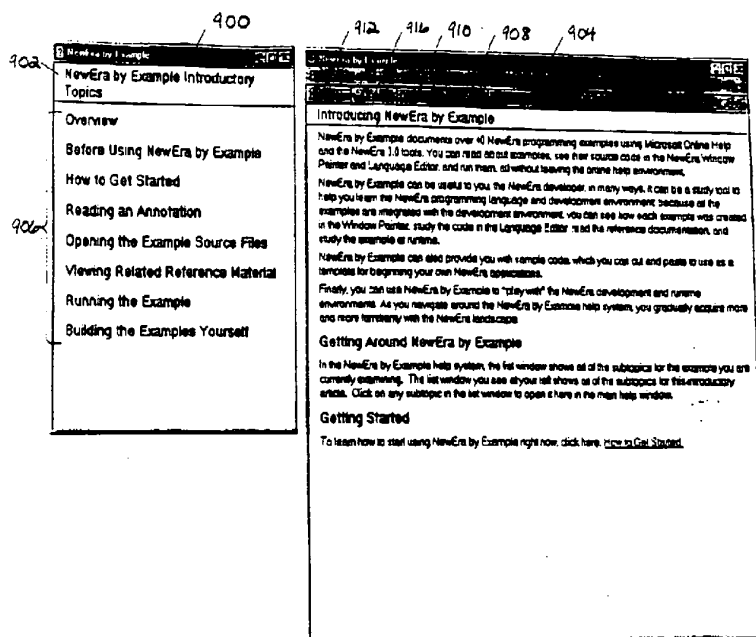 900
912 916 910 908 904
902
NewEra by Example
NewEra by Example Introductory
Topics
906
Overview
Before Using NewEra by Example
How to Get Started
Reading an Annotation
Opening the Example Source Files
Viewing Related Reference Material
Running the Example
Building the Examples Yourself
NewEra by Example
Introducing NewEra by Example
NewEra by Example documents over 40 NewEra programming examples using Microsoft Online Help
and the NewEra 3.0 tools. You can read about examples, see their source code in the NewEra Window
Painter and Language Editor, and run them, all without leaving the online help environment.
NewEra by Example can be useful to you, the NewEra developer, in many ways. It can be a study tool to
help you learn the NewEra programming language and development environment because all the
examples are integrated with the development environment, you can see how each example was created
in the Window Painter, study the code in the Language Editor, read the reference documentation, and
study the example at runtime.
NewEra by Example can also provide you with sample code, which you can cut and paste to use as a
template for beginning your own NewEra applications.
Finally, you can use NewEra by Example to "play with" the NewEra development and runtime
environments. As you navigate around the NewEra by Example help system, you gradually acquire more
and more familiarity with the NewEra landscape.
Getting Around NewEra by Example
In the NewEra by Example help system, the list window shows all of the subtopics for the example you are
currently examining. The list window you see at your left shows all of the subtopics for this introductory
article. Click on any subtopic in the list window to open it here in the main help window.
Getting Started
To learn how to start using NewEra by Example right now, click here: How to Get Started.